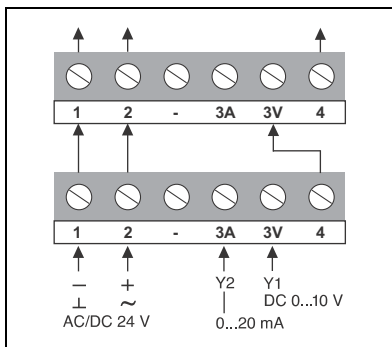 1 2 - 3A 3V 4
1 2 - 3A 3V 4
− + Y2 Y1
⊥ ~ DC 0...10 V
AC/DC 24 V
0...20 mA